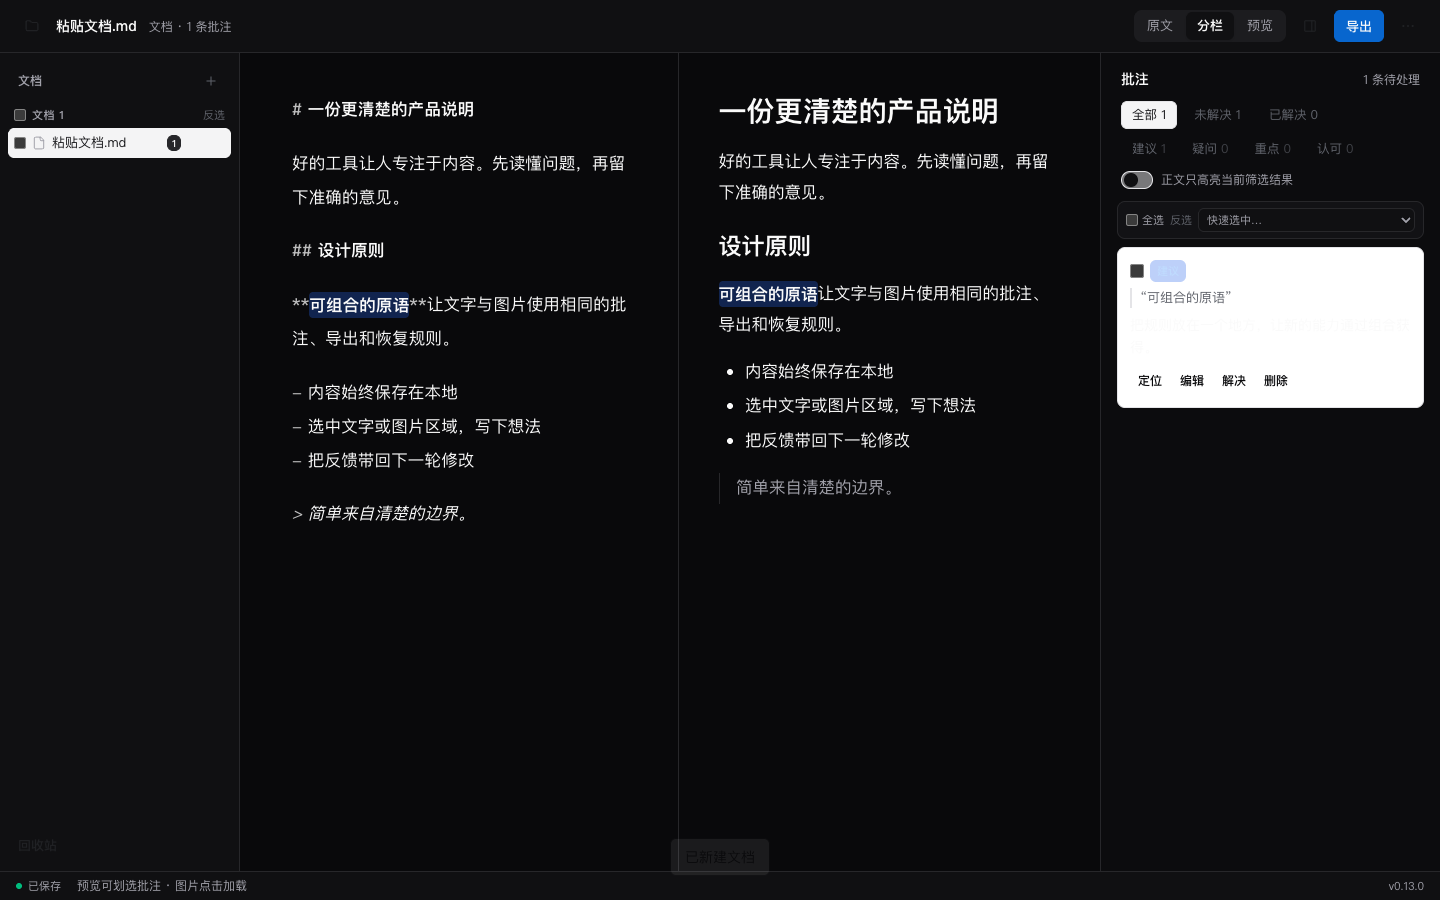 粘贴文档.md 文档 · 1 条批注 原文 分栏 预览 导出
文档
文档 1 反选
粘贴文档.md 1
回收站
# 一份更清楚的产品说明
好的工具让人专注于内容。先读懂问题，再留
下准确的意见。
## 设计原则
**可组合的原语**让文字与图片使用相同的批
注、导出和恢复规则。
– 内容始终保存在本地
– 选中文字或图片区域，写下想法
– 把反馈带回下一轮修改
> 简单来自清楚的边界。
一份更清楚的产品说明
好的工具让人专注于内容。先读懂问题，再留
下准确的意见。
设计原则
可组合的原语让文字与图片使用相同的批注、
导出和恢复规则。
• 内容始终保存在本地
• 选中文字或图片区域，写下想法
• 把反馈带回下一轮修改
简单来自清楚的边界。
批注 1 条待处理
全部 1 未解决 1 已解决 0
建议 1 疑问 0 重点 0 认可 0
正文只高亮当前筛选结果
全选 反选 快速选中...
“可组合的原语”
定位 编辑 解决 删除
已新建文档
已保存 预览可划选批注 · 图片点击加载 v0.13.0